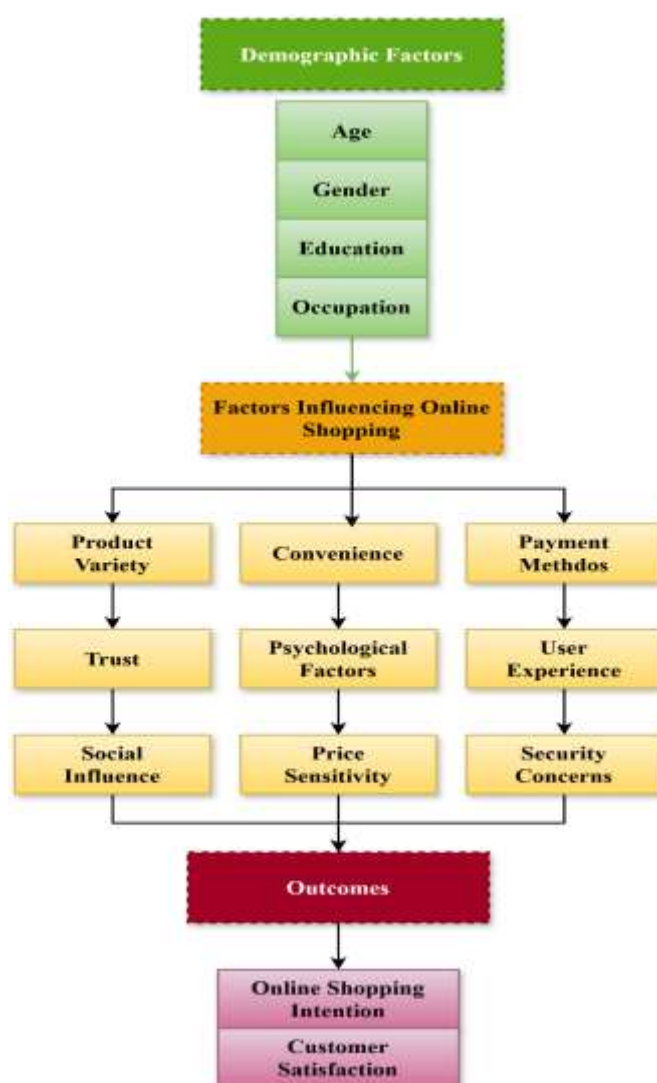 Demographic Factors
Age
Gender
Education
Occupation
Factors Influencing Online
Shopping
Product
Variety
Convenience
Payment
Methdos
Trust
Psychological
Factors
User
Experience
Social
Influence
Price
Sensitivity
Security
Concerns
Outcomes
Online Shopping
Intention
Customer
Satisfaction